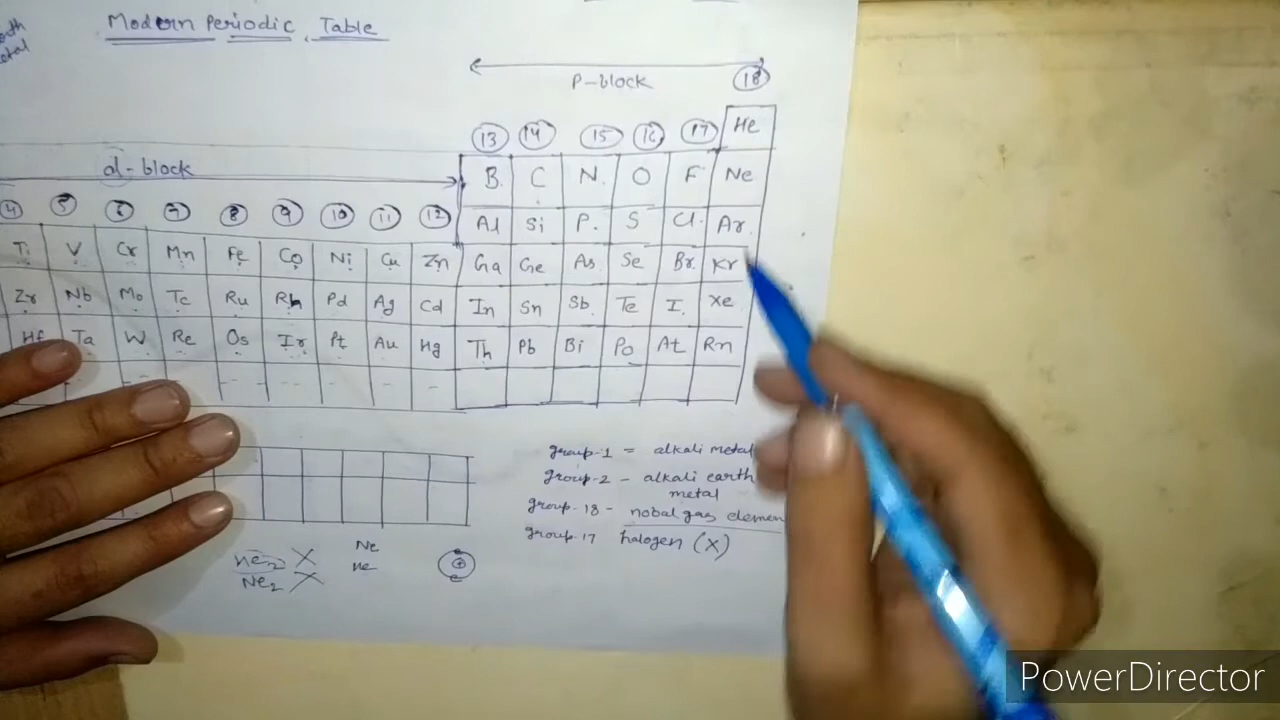 Modern Periodic Table
P-block
18
13 14 15 16 17 He
d-block
B C N O F Ne
4 5 6 7 8 9 10 11 12
Al Si P S Cl Ar
Ti V Cr Mn Fe Co Ni Cu Zn Ga Ge As Se Br Kr
Zr Nb Mo Tc Ru Rh Pd Ag Cd In Sn Sb Te I Xe
Hf Ta W Re Os Ir Pt Au Hg Th Pb Bi Po At Rn
group-1 = alkali metal
group-2 - alkali earth
metal
group-18 - nobal gas elemen
group-17 halogen (X)
Ne
ne
ne2 X
Ne2 X
PowerDirector